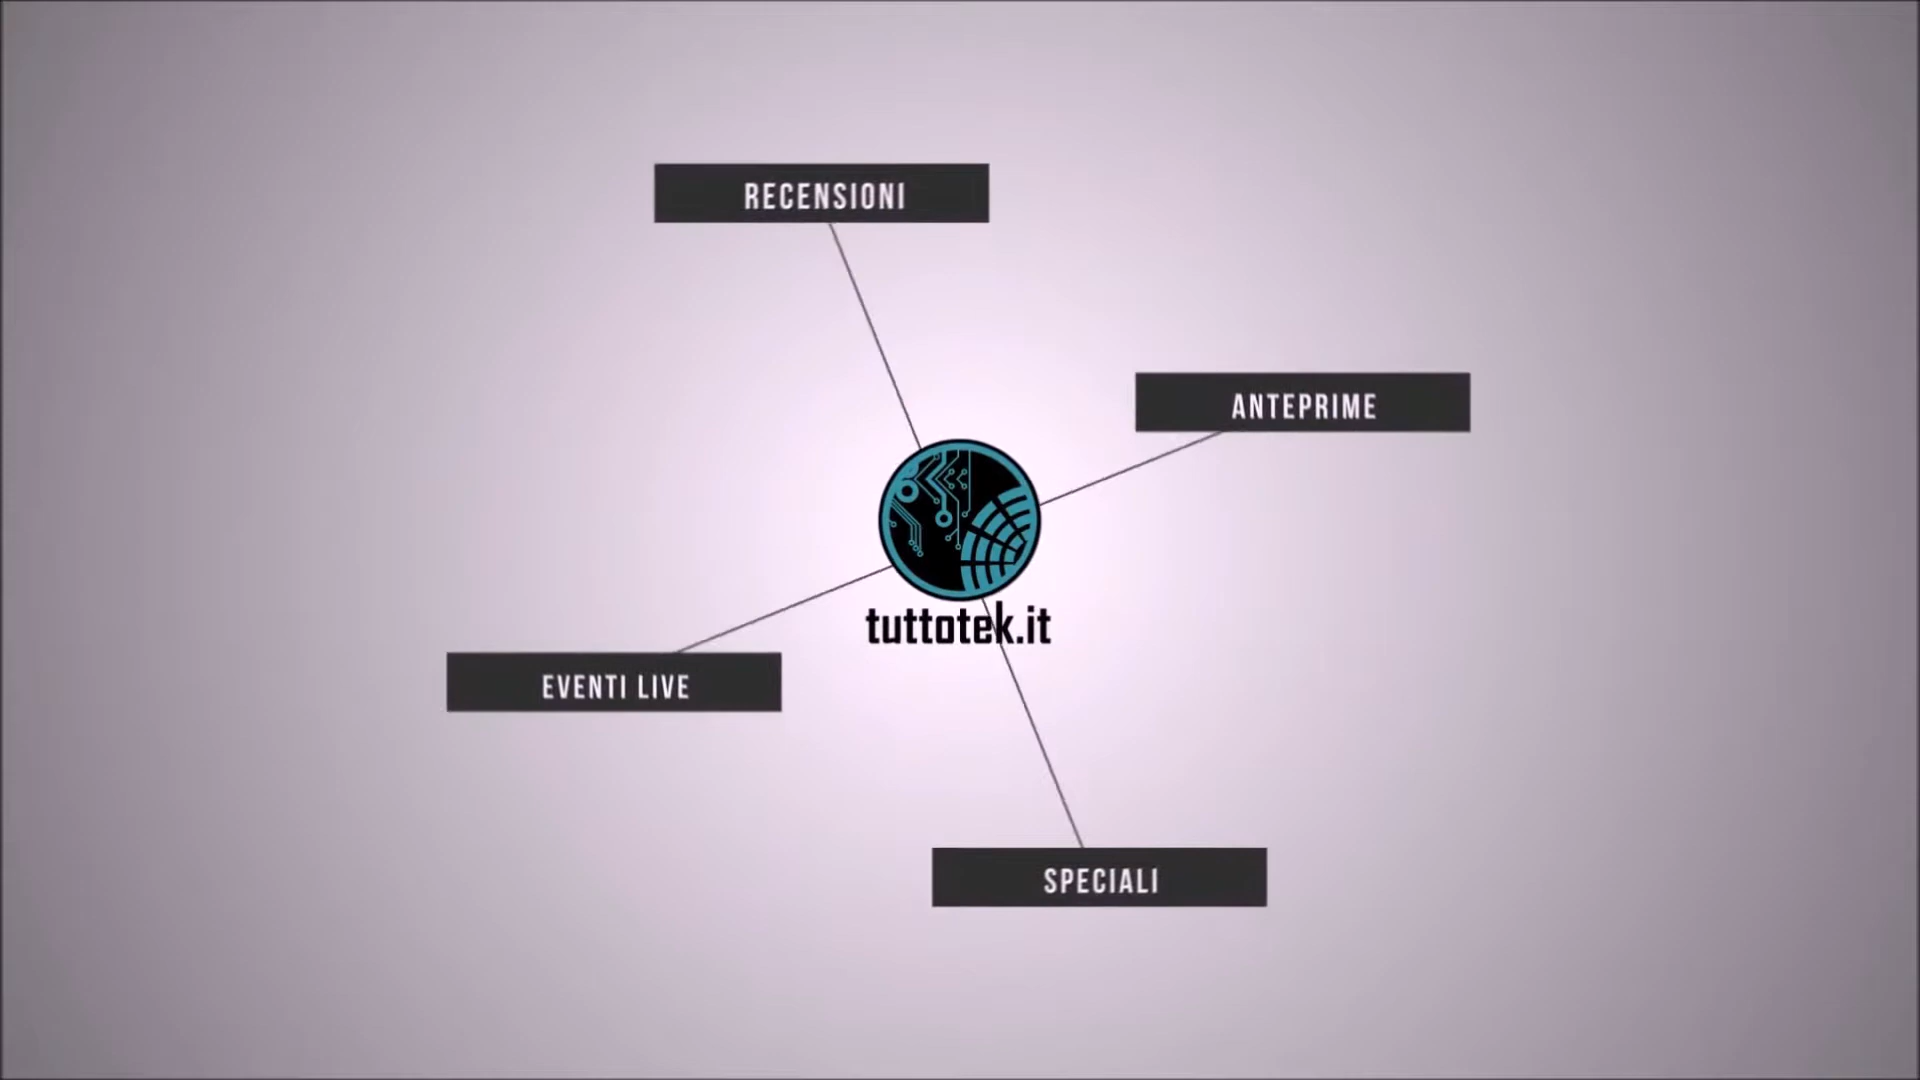 RECENSIONI
ANTEPRIME
tuttotek.it
EVENTI LIVE
SPECIALI